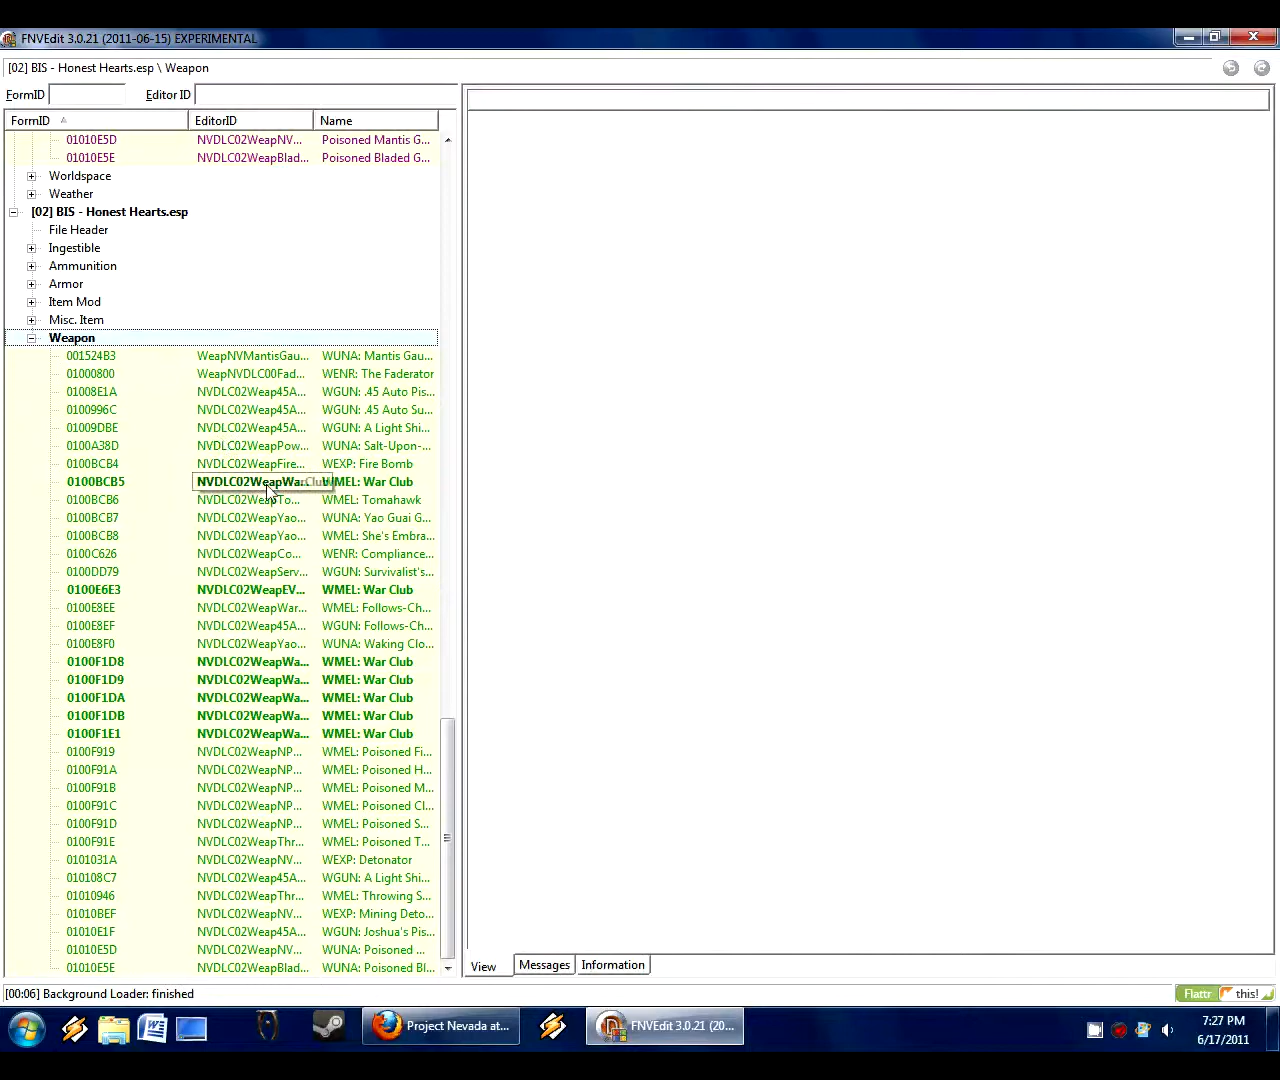 FNVEdit 3.0.21 (2011-06-15) EXPERIMENTAL
[02] BIS - Honest Hearts.esp \ Weapon
FormID Editor ID
FormID EditorID Name
01010E5D NVDLC02WeapNV... Poisoned Mantis G...
01010E5E NVDLC02WeapBlad... Poisoned Bladed G...
Worldspace
Weather
[02] BIS - Honest Hearts.esp
File Header
Ingestible
Ammunition
Armor
Item Mod
Misc. Item
Weapon
001524B3 WeapNVMantisGau... WUNA: Mantis Gau...
01000800 WeapNVDLC00Fad... WENR: The Faderator
01008E1A NVDLC02Weap45A... WGUN: .45 Auto Pis...
0100996C NVDLC02Weap45A... WGUN: .45 Auto Su...
01009DBE NVDLC02Weap45A... WGUN: A Light Shi...
0100A38D NVDLC02WeapPow... WUNA: Salt-Upon-...
0100BCB4 NVDLC02WeapFire... WEXP: Fire Bomb
0100BCB5 NVDLC02WeapWa... WMEL: War Club
0100BCB6 NVDLC02WeapTo... WMEL: Tomahawk
0100BCB7 NVDLC02WeapYao... WUNA: Yao Guai G...
0100BCB8 NVDLC02WeapYao... WMEL: She's Embra...
0100C626 NVDLC02WeapCo... WENR: Compliance...
0100DD79 NVDLC02WeapServ... WGUN: Survivalist's...
0100E6E3 NVDLC02WeapEV... WMEL: War Club
0100E8EE NVDLC02WeapWar... WMEL: Follows-Ch...
0100E8EF NVDLC02Weap45A... WGUN: Follows-Ch...
0100E8F0 NVDLC02WeapYao... WUNA: Waking Clo...
0100F1D8 NVDLC02WeapWa... WMEL: War Club
0100F1D9 NVDLC02WeapWa... WMEL: War Club
0100F1DA NVDLC02WeapWa... WMEL: War Club
0100F1DB NVDLC02WeapWa... WMEL: War Club
0100F1E1 NVDLC02WeapWa... WMEL: War Club
0100F919 NVDLC02WeapNP... WMEL: Poisoned Fi...
0100F91A NVDLC02WeapNP... WMEL: Poisoned H...
0100F91B NVDLC02WeapNP... WMEL: Poisoned M...
0100F91C NVDLC02WeapNP... WMEL: Poisoned Cl...
0100F91D NVDLC02WeapNP... WMEL: Poisoned S...
0100F91E NVDLC02WeapThr... WMEL: Poisoned T...
0101031A NVDLC02WeapNV... WEXP: Detonator
010108C7 NVDLC02Weap45A... WGUN: A Light Shi...
01010946 NVDLC02WeapThr... WMEL: Throwing S...
01010BEF NVDLC02WeapNV... WEXP: Mining Deto...
01010E1F NVDLC02Weap45A... WGUN: Joshua's Pis...
01010E5D NVDLC02WeapNV... WUNA: Poisoned ...
01010E5E NVDLC02WeapBlad... WUNA: Poisoned Bl...
View Messages Information
[00:06] Background Loader: finished
Flattr this!
Project Nevada at...
FNVEdit 3.0.21 (20...
7:27 PM
6/17/2011